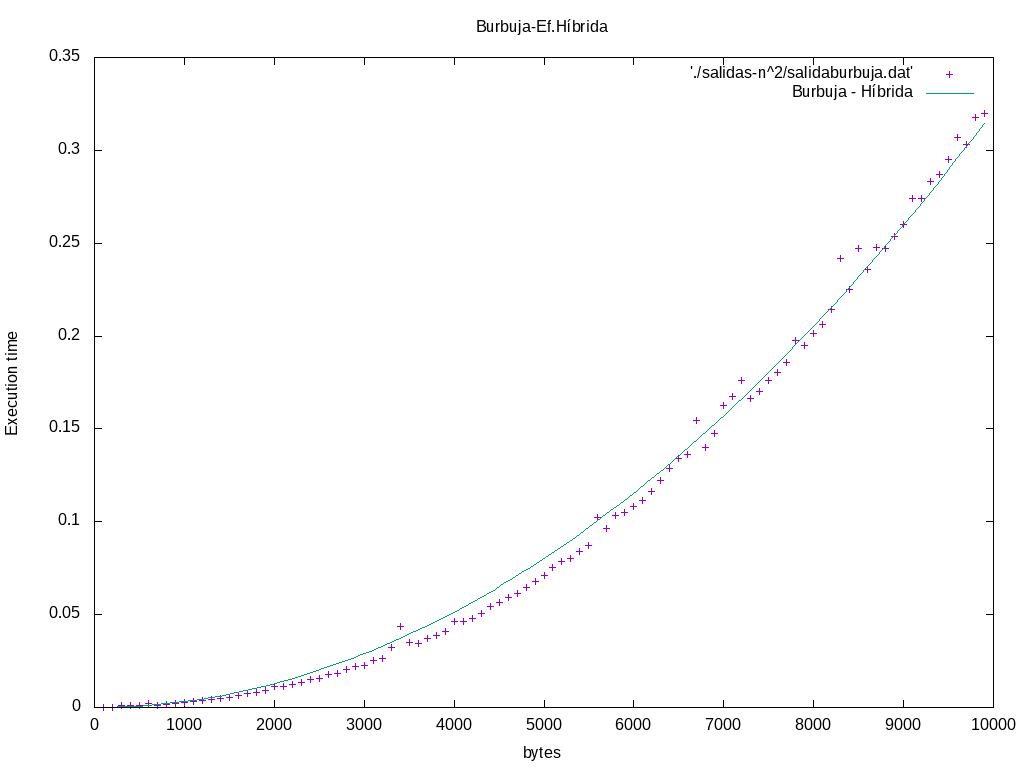 Burbuja-Ef.Híbrida
'./salidas-n^2/salidaburbuja.dat'
Burbuja - Híbrida
0.35
0.3
0.25
0.2
0.15
0.1
0.05
0
Execution time
0 1000 2000 3000 4000 5000 6000 7000 8000 9000 10000
bytes